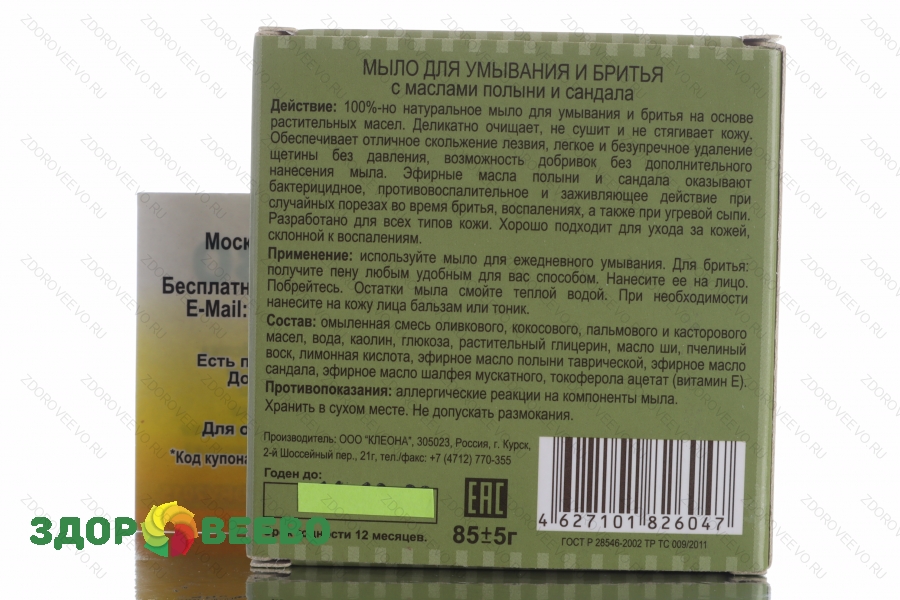 МЫЛО ДЛЯ УМЫВАНИЯ И БРИТЬЯ
с маслами полыни и сандала
Действие: 100%-но натуральное мыло для умывания и бритья на основе
растительных масел. Деликатно очищает, не сушит и не стягивает кожу.
Обеспечивает отличное скольжение лезвия, легкое и безупречное удаление
щетины без давления, возможность добривок без дополнительного
нанесения мыла. Эфирные масла полыни и сандала оказывают
бактерицидное, противовоспалительное и заживляющее действие при
случайных порезах во время бритья, воспалениях, а также при угревой сыпи.
Разработано для всех типов кожи. Хорошо подходит для ухода за кожей,
склонной к воспалениям.
Применение: используйте мыло для ежедневного умывания. Для бритья:
получите пену любым удобным для вас способом. Нанесите ее на лицо.
Побрейтесь. Остатки мыла смойте теплой водой. При необходимости
нанесите на кожу лица бальзам или тоник.
Состав: омыленная смесь оливкового, кокосового, пальмового и касторового
масел, вода, каолин, глюкоза, растительный глицерин, масло ши, пчелиный
воск, лимонная кислота, эфирное масло полыни таврической, эфирное масло
сандала, эфирное масло шалфея мускатного, токоферола ацетат (витамин Е).
Противопоказания: аллергические реакции на компоненты мыла.
Хранить в сухом месте. Не допускать размокания.
Производитель: ООО "КЛЕОНА", 305023, Россия, г. Курск,
2-й Шоссейный пер., 21г, тел./факс: +7 (4712) 770-355
Годен до:
годности 12 месяцев.
EAC
85±5г
4 627101 826047
ГОСТ Р 28546-2002 ТР ТС 009/2011
Моск
Бесплатн
E-Mail:
Есть п
До
Для о
*Код купона
ЗДОРОВЕЕВО
ZDOROVEEVO.RU